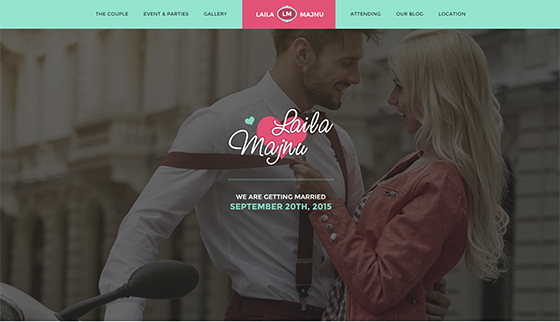 THE COUPLE EVENT & PARTIES GALLERY LAILA LM MAJNU ATTENDING OUR BLOG LOCATION
Laila
Majnu
WE ARE GETTING MARRIED
SEPTEMBER 20TH, 2015